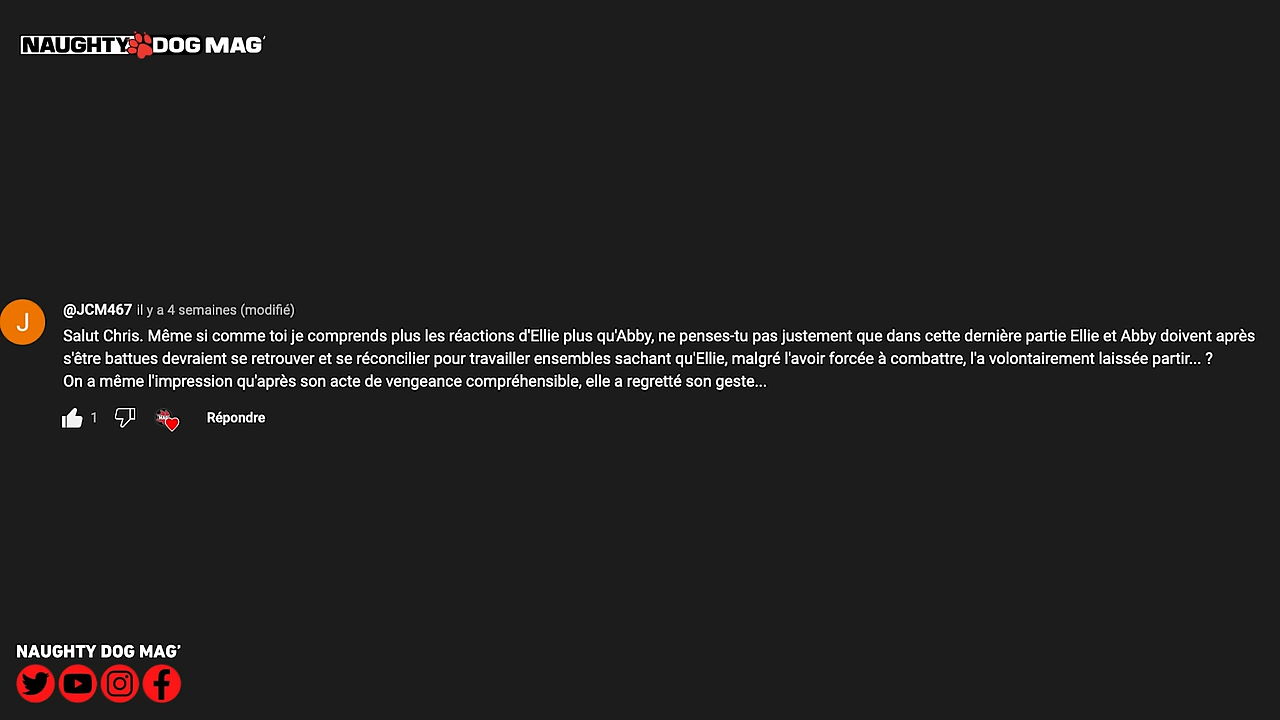 NAUGHTY DOG MAG'
J
@JCM467 il y a 4 semaines (modifié)
Salut Chris. Même si comme toi je comprends plus les réactions d'Ellie plus qu'Abby, ne penses-tu pas justement que dans cette dernière partie Ellie et Abby doivent après
s'être battues devraient se retrouver et se réconcilier pour travailler ensembles sachant qu'Ellie, malgré l'avoir forcée à combattre, l'a volontairement laissée partir... ?
On a même l'impression qu'après son acte de vengeance compréhensible, elle a regretté son geste...
1 Répondre
NAUGHTY DOG MAG'